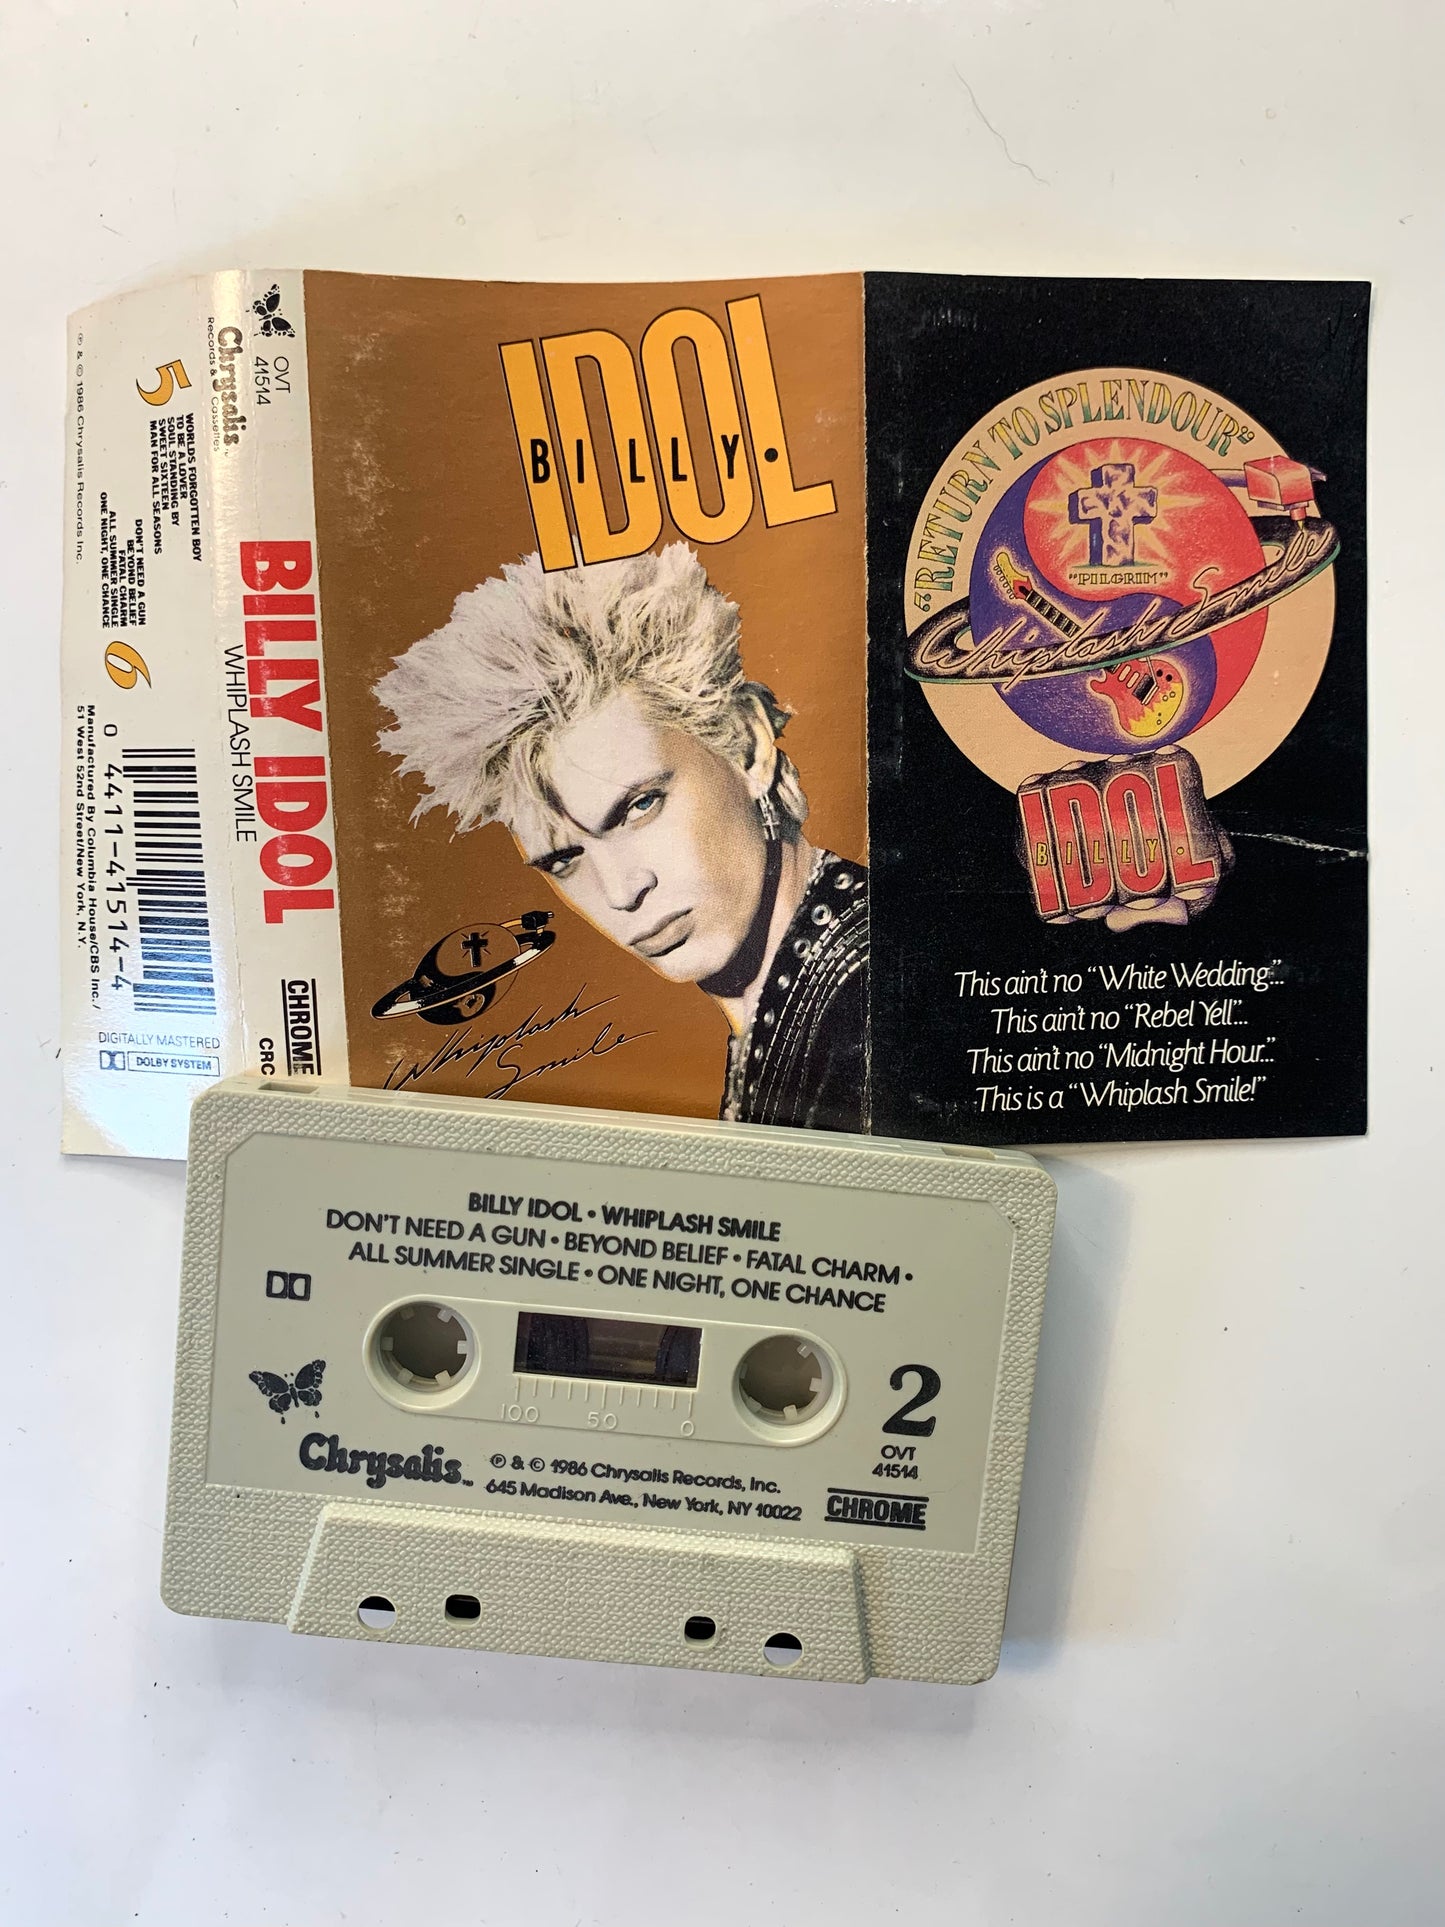 ℗ & © 1986 Chrysalis Records Inc.
5
WORLDS FORGOTTEN BOY
TO BE A LOVER
SOUL STANDING BY
SWEET SIXTEEN
MAN FOR ALL SEASONS
DON'T NEED A GUN
BEYOND BELIEF
FATAL CHARM
ALL SUMMER SINGLE
ONE NIGHT, ONE CHANCE
6
0 4411-41514-4
Manufactured By Columbia House/CBS Inc./
51 West 52nd Street/New York, N.Y.
DIGITALLY MASTERED
DOLBY SYSTEM
OVT
41514
Chrysalis
Records & Cassettes
BILLY IDOL
WHIPLASH SMILE
CHROME
CRC
IDOL
BILLY•
Whiplash
Smile
"RETURN TO SPLENDOUR"
"PILGRIM"
Whiplash Smile
IDOL
BILLY•
This ain't no "White Wedding"...
This ain't no "Rebel Yell"...
This ain't no "Midnight Hour"...
This is a "Whiplash Smile!"
BILLY IDOL • WHIPLASH SMILE
DON'T NEED A GUN • BEYOND BELIEF • FATAL CHARM •
ALL SUMMER SINGLE • ONE NIGHT, ONE CHANCE
100 50 0
2
OVT
41514
Chrysalis™
℗ & © 1986 Chrysalis Records, Inc.
645 Madison Ave., New York, NY 10022
CHROME